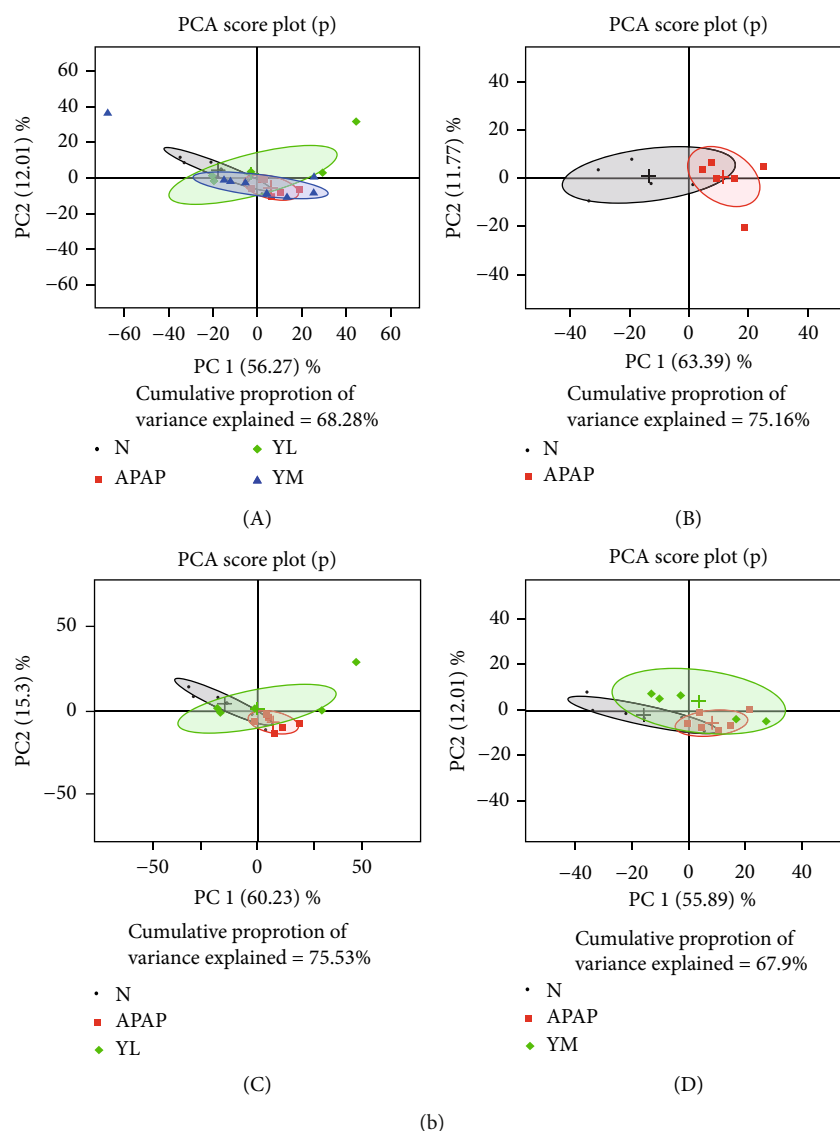 PCA score plot (p)
60
40
20
0
−20
−40
−60
PC2 (12.01) %
−60 −40 −20 0 20 40 60
PC 1 (56.27) %
Cumulative proprotion of
variance explained = 68.28%
N
YL
APAP
YM
(A)
PCA score plot (p)
40
20
0
−20
−40
PC2 (11.77) %
−40 −20 0 20 40
PC 1 (63.39) %
Cumulative proprotion of
variance explained = 75.16%
N
APAP
(B)
PCA score plot (p)
50
0
−50
PC2 (15.3) %
−50 0 50
PC 1 (60.23) %
Cumulative proprotion of
variance explained = 75.53%
N
APAP
YL
(C)
PCA score plot (p)
40
20
0
−20
−40
PC2 (12.01) %
−40 −20 0 20 40
PC 1 (55.89) %
Cumulative proprotion of
variance explained = 67.9%
N
APAP
YM
(D)
(b)